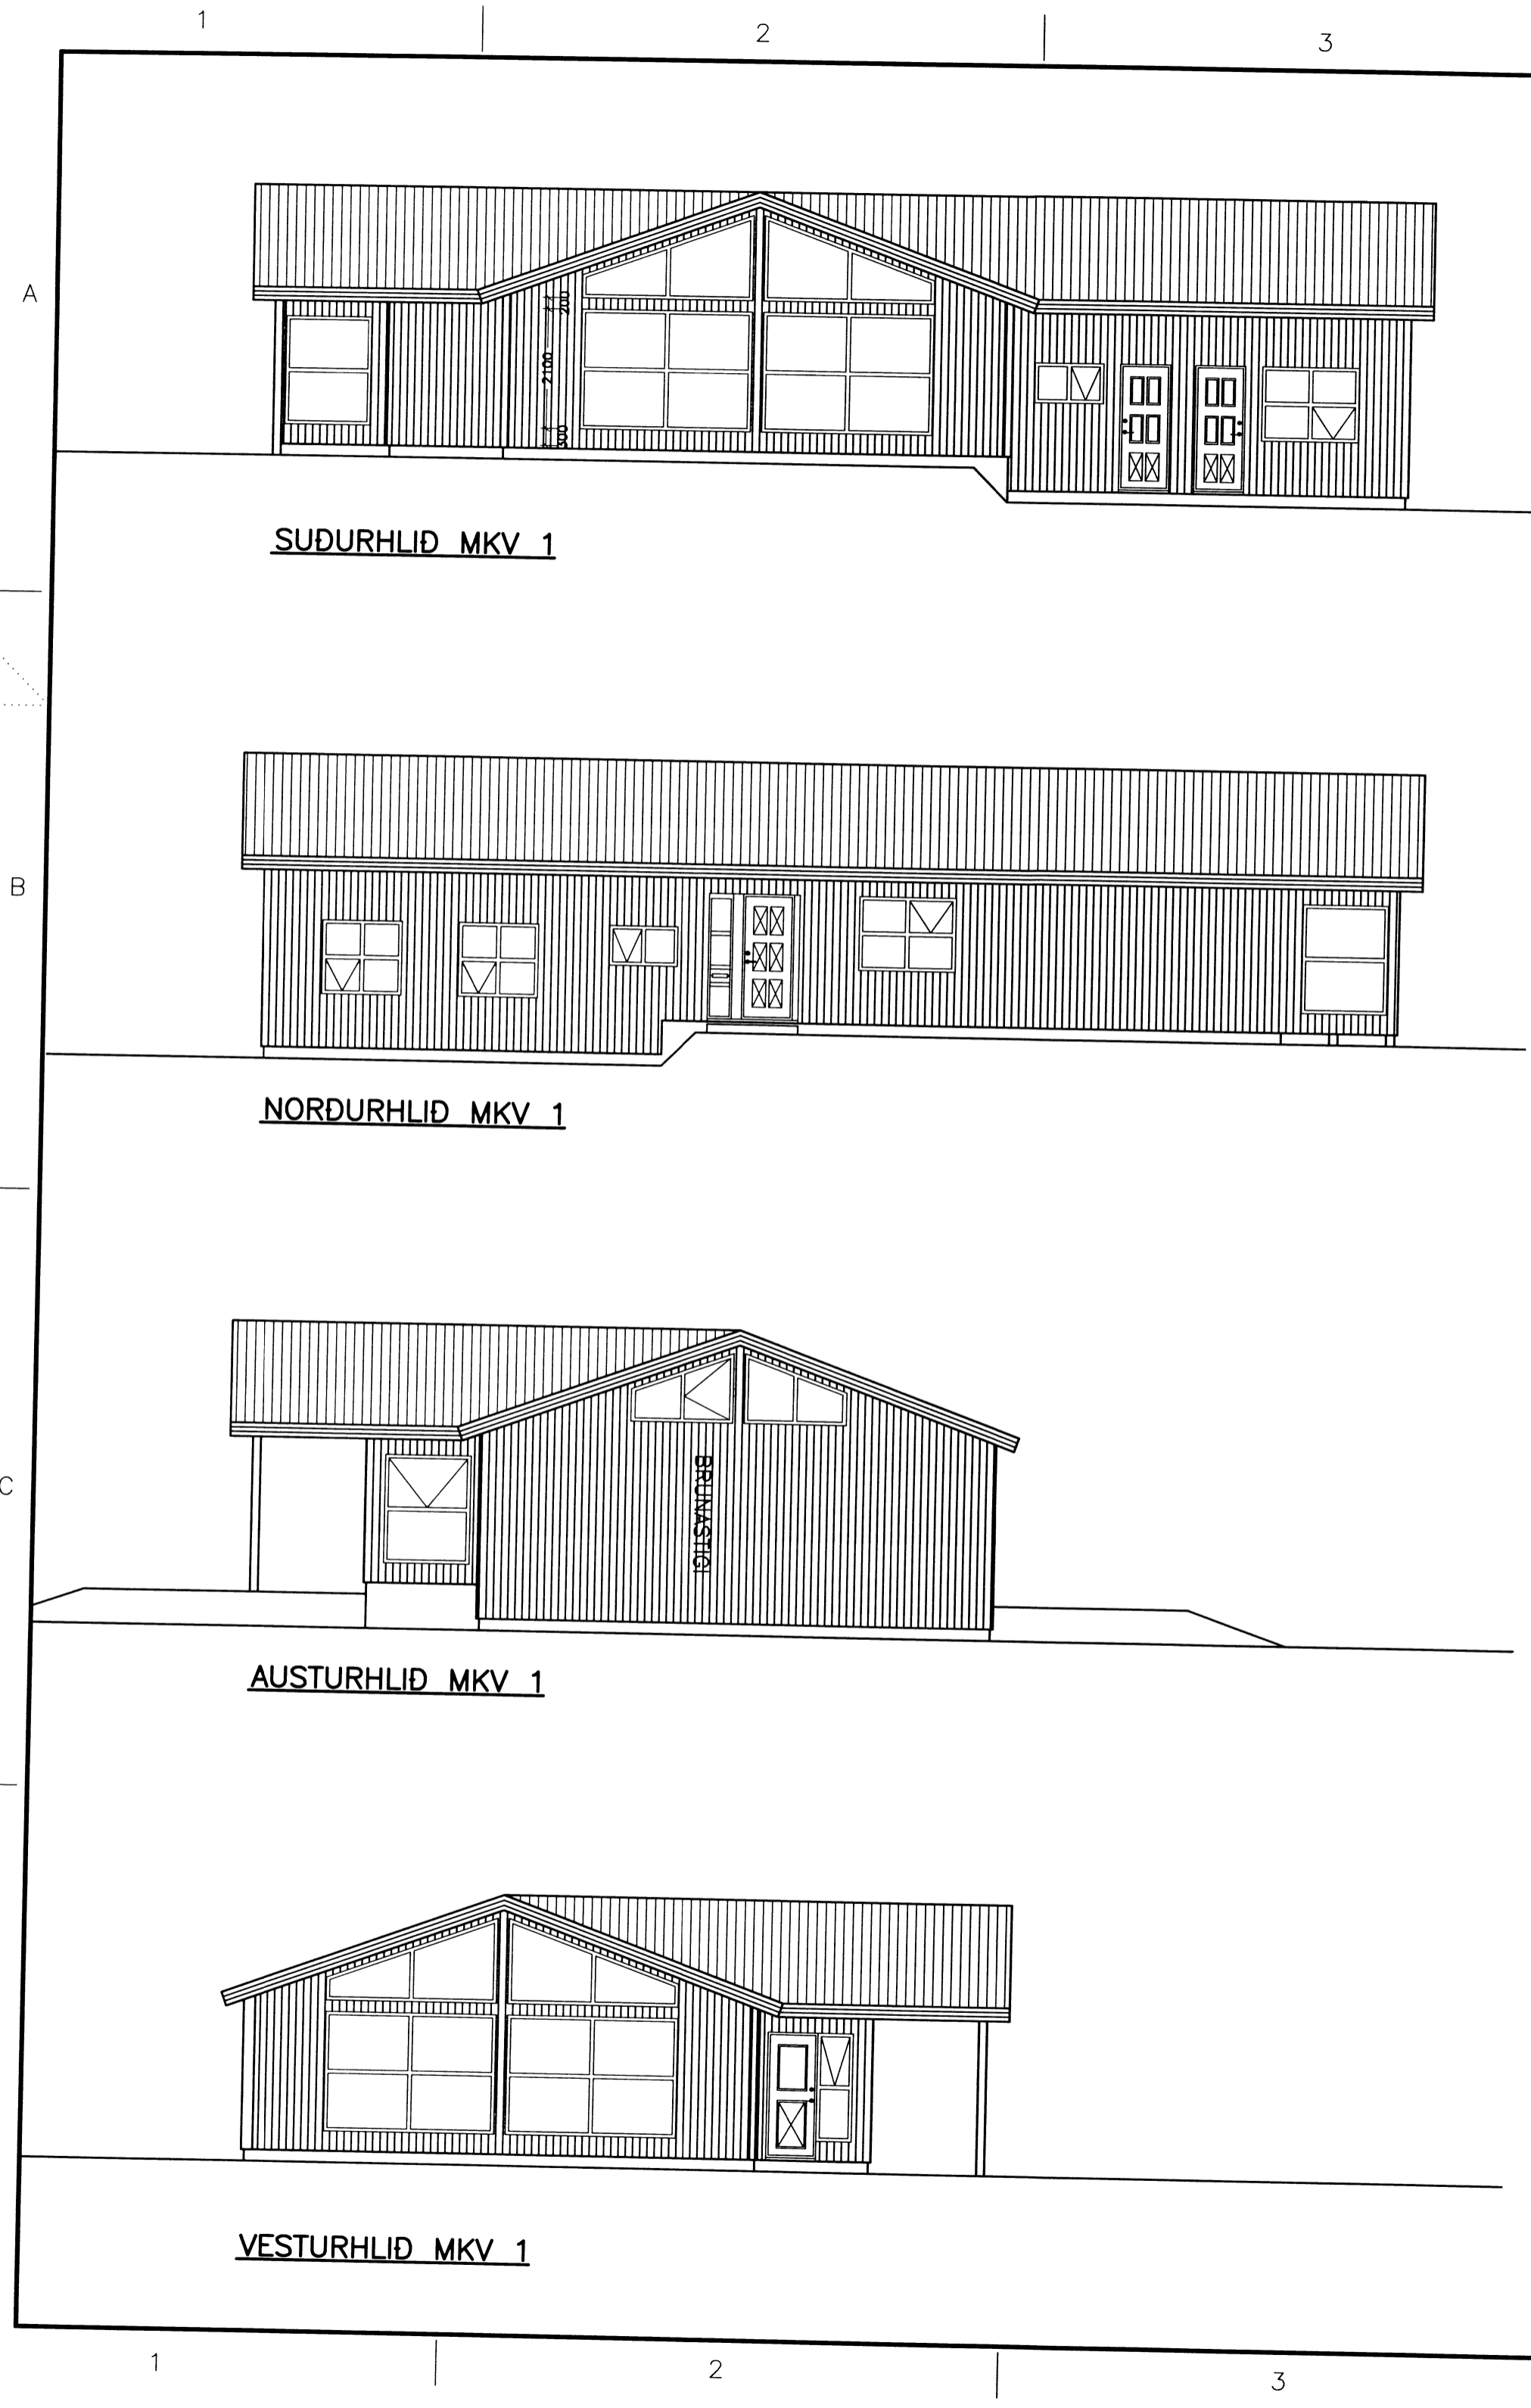 1 2 3
A
200
2100
300
SUÐURHLIÐ MKV 1
B
NORÐURHLIÐ MKV 1
C
BRUNASTIGI
AUSTURHLIÐ MKV 1
VESTURHLIÐ MKV 1
1 2 3